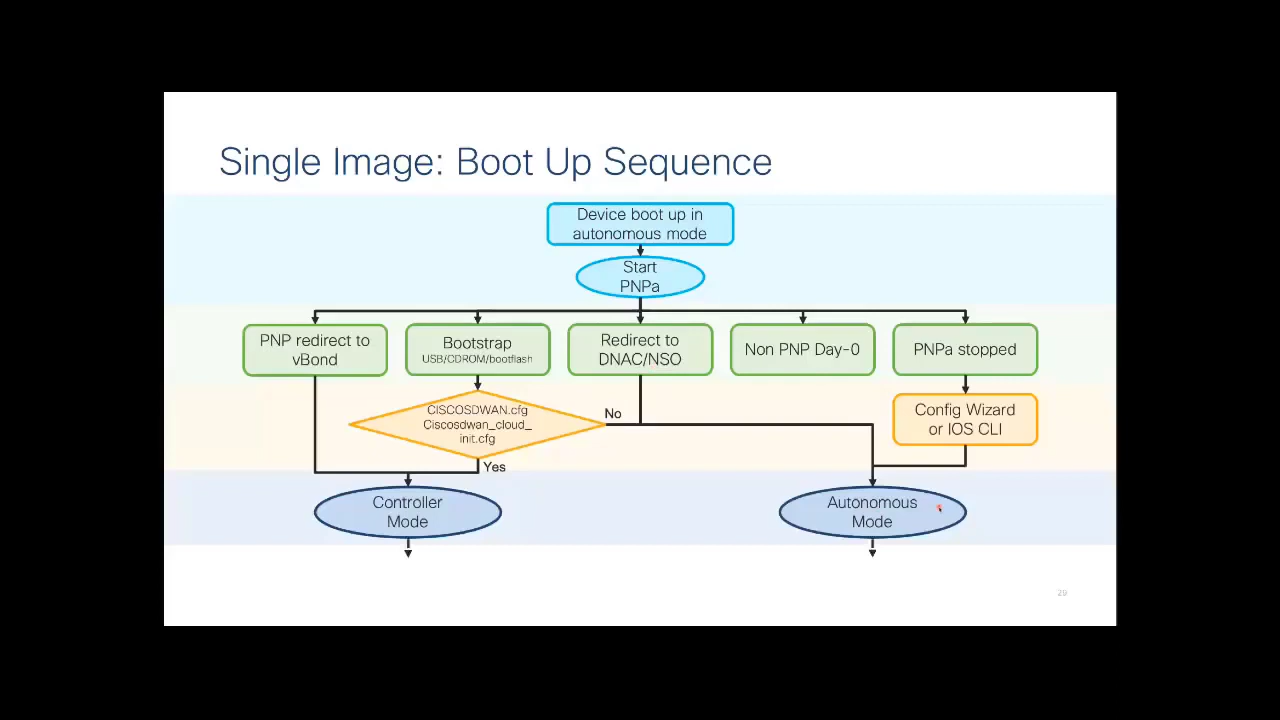 Single Image: Boot Up Sequence
Device boot up in
autonomous mode
Start
PNPa
PNP redirect to
vBond
Bootstrap
USB/CDROM/bootflash
Redirect to
DNAC/NSO
Non PNP Day-0
PNPa stopped
CISCOSDWAN.cfg
Ciscosdwan_cloud_
init.cfg
No
Config Wizard
or IOS CLI
Yes
Controller
Mode
Autonomous
Mode
29